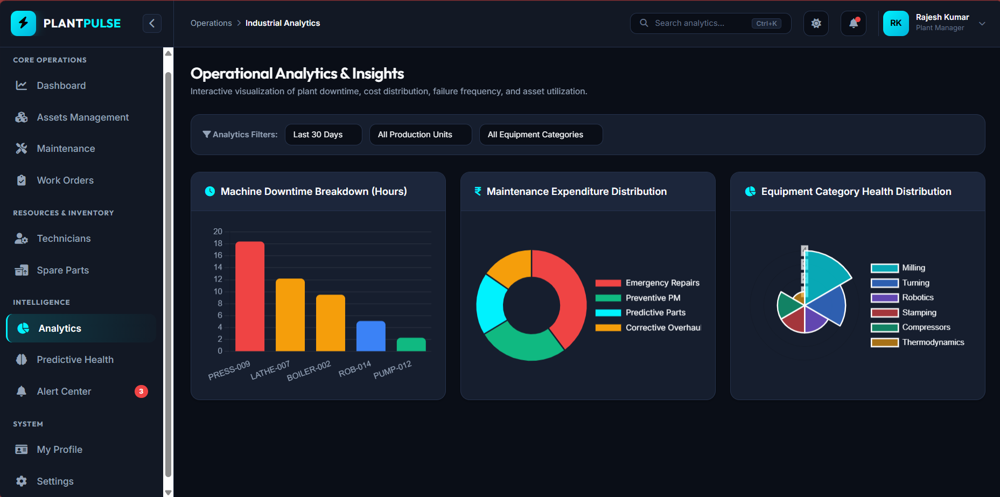 PLANTPULSE
Operations > Industrial Analytics
Search analytics... Ctrl+K
RK
Rajesh Kumar
Plant Manager
CORE OPERATIONS
Dashboard
Assets Management
Maintenance
Work Orders
RESOURCES & INVENTORY
Technicians
Spare Parts
INTELLIGENCE
Analytics
Predictive Health
Alert Center 3
SYSTEM
My Profile
Settings
Operational Analytics & Insights
Interactive visualization of plant downtime, cost distribution, failure frequency, and asset utilization.
Analytics Filters: Last 30 Days All Production Units All Equipment Categories
Machine Downtime Breakdown (Hours)
20
18
16
14
12
10
8
6
4
2
0
PRESS-009 LATHE-007 BOILER-002 ROB-014 PUMP-012
₹ Maintenance Expenditure Distribution
Emergency Repairs
Preventive PM
Predictive Parts
Corrective Overhau
Equipment Category Health Distribution
4
Milling
Turning
Robotics
Stamping
Compressors
Thermodynamics